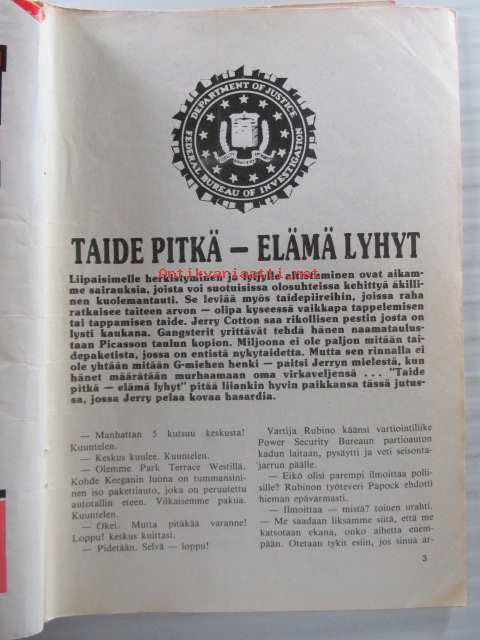 DEPARTMENT OF JUSTICE
FEDERAL BUREAU OF INVESTIGATION
TAIDE PITKÄ — ELÄMÄ LYHYT
Liipaisimelle herkistyminen ja lyijylle altistaminen ovat aikam-
me sairauksia, joista voi suotuisissa olosuhteissa kehittyä äkilli-
nen kuolemantauti. Se leviää myös taidepiireihin, joissa raha
ratkaisee taiteen arvon — olipa kyseessä vaikkapa tappelemisen
tai tappamisen taide. Jerry Cotton saa rikollisen pestin josta on
lysti kaukana. Gangsterit yrittävät tehdä hänen naamataulus-
taan Picasson taulun kopion. Miljoona ei ole paljon mitään tai-
depaketista, jossa on entistä nykytaidetta. Mutta sen rinnalla ei
ole yhtään mitään G-miehen henki — paitsi Jerryn mielestä, kun
hänet määrätään murhaamaan oma virkaveljensä . . . "Taide
pitkä — elämä lyhyt" pitää liiankin hyvin paikkansa tässä jutus-
sa, jossa Jerry pelaa kovaa hasardia.
Antikvariaatti.net
— Manhattan 5 kutsuu keskusta!
Kuuntelen.
— Keskus kuulee. Kuuntelen.
— Olemme Park Terrace Westillä.
Kohde Keeganin luona on tummansini-
nen iso pakettiauto, joka on peruutettu
autotallin eteen. Vilkaisemme pakua.
Kuuntelen.
— Okei. Mutta pitäkää varanne!
Loppu! keskus kuittasi.
— Pidetään. Selvä — loppu!
Vartija Rubino käänsi vartiointiliike
Power Security Bureaun partioauton
kadun laitaan, pysäytti ja veti seisonta-
jarrun päälle.
— Eikö olisi parempi ilmoittaa polii-
sille? Rubinon työtoveri Papock ehdotti
hieman epävarmasti.
— Ilmoittaa — mistä? toinen urahti.
— Me saadaan liksamme siitä, että me
katsotaan ekana, onko aihetta enem-
pään. Otetaan tykit esiin, jos sinua ar-
3